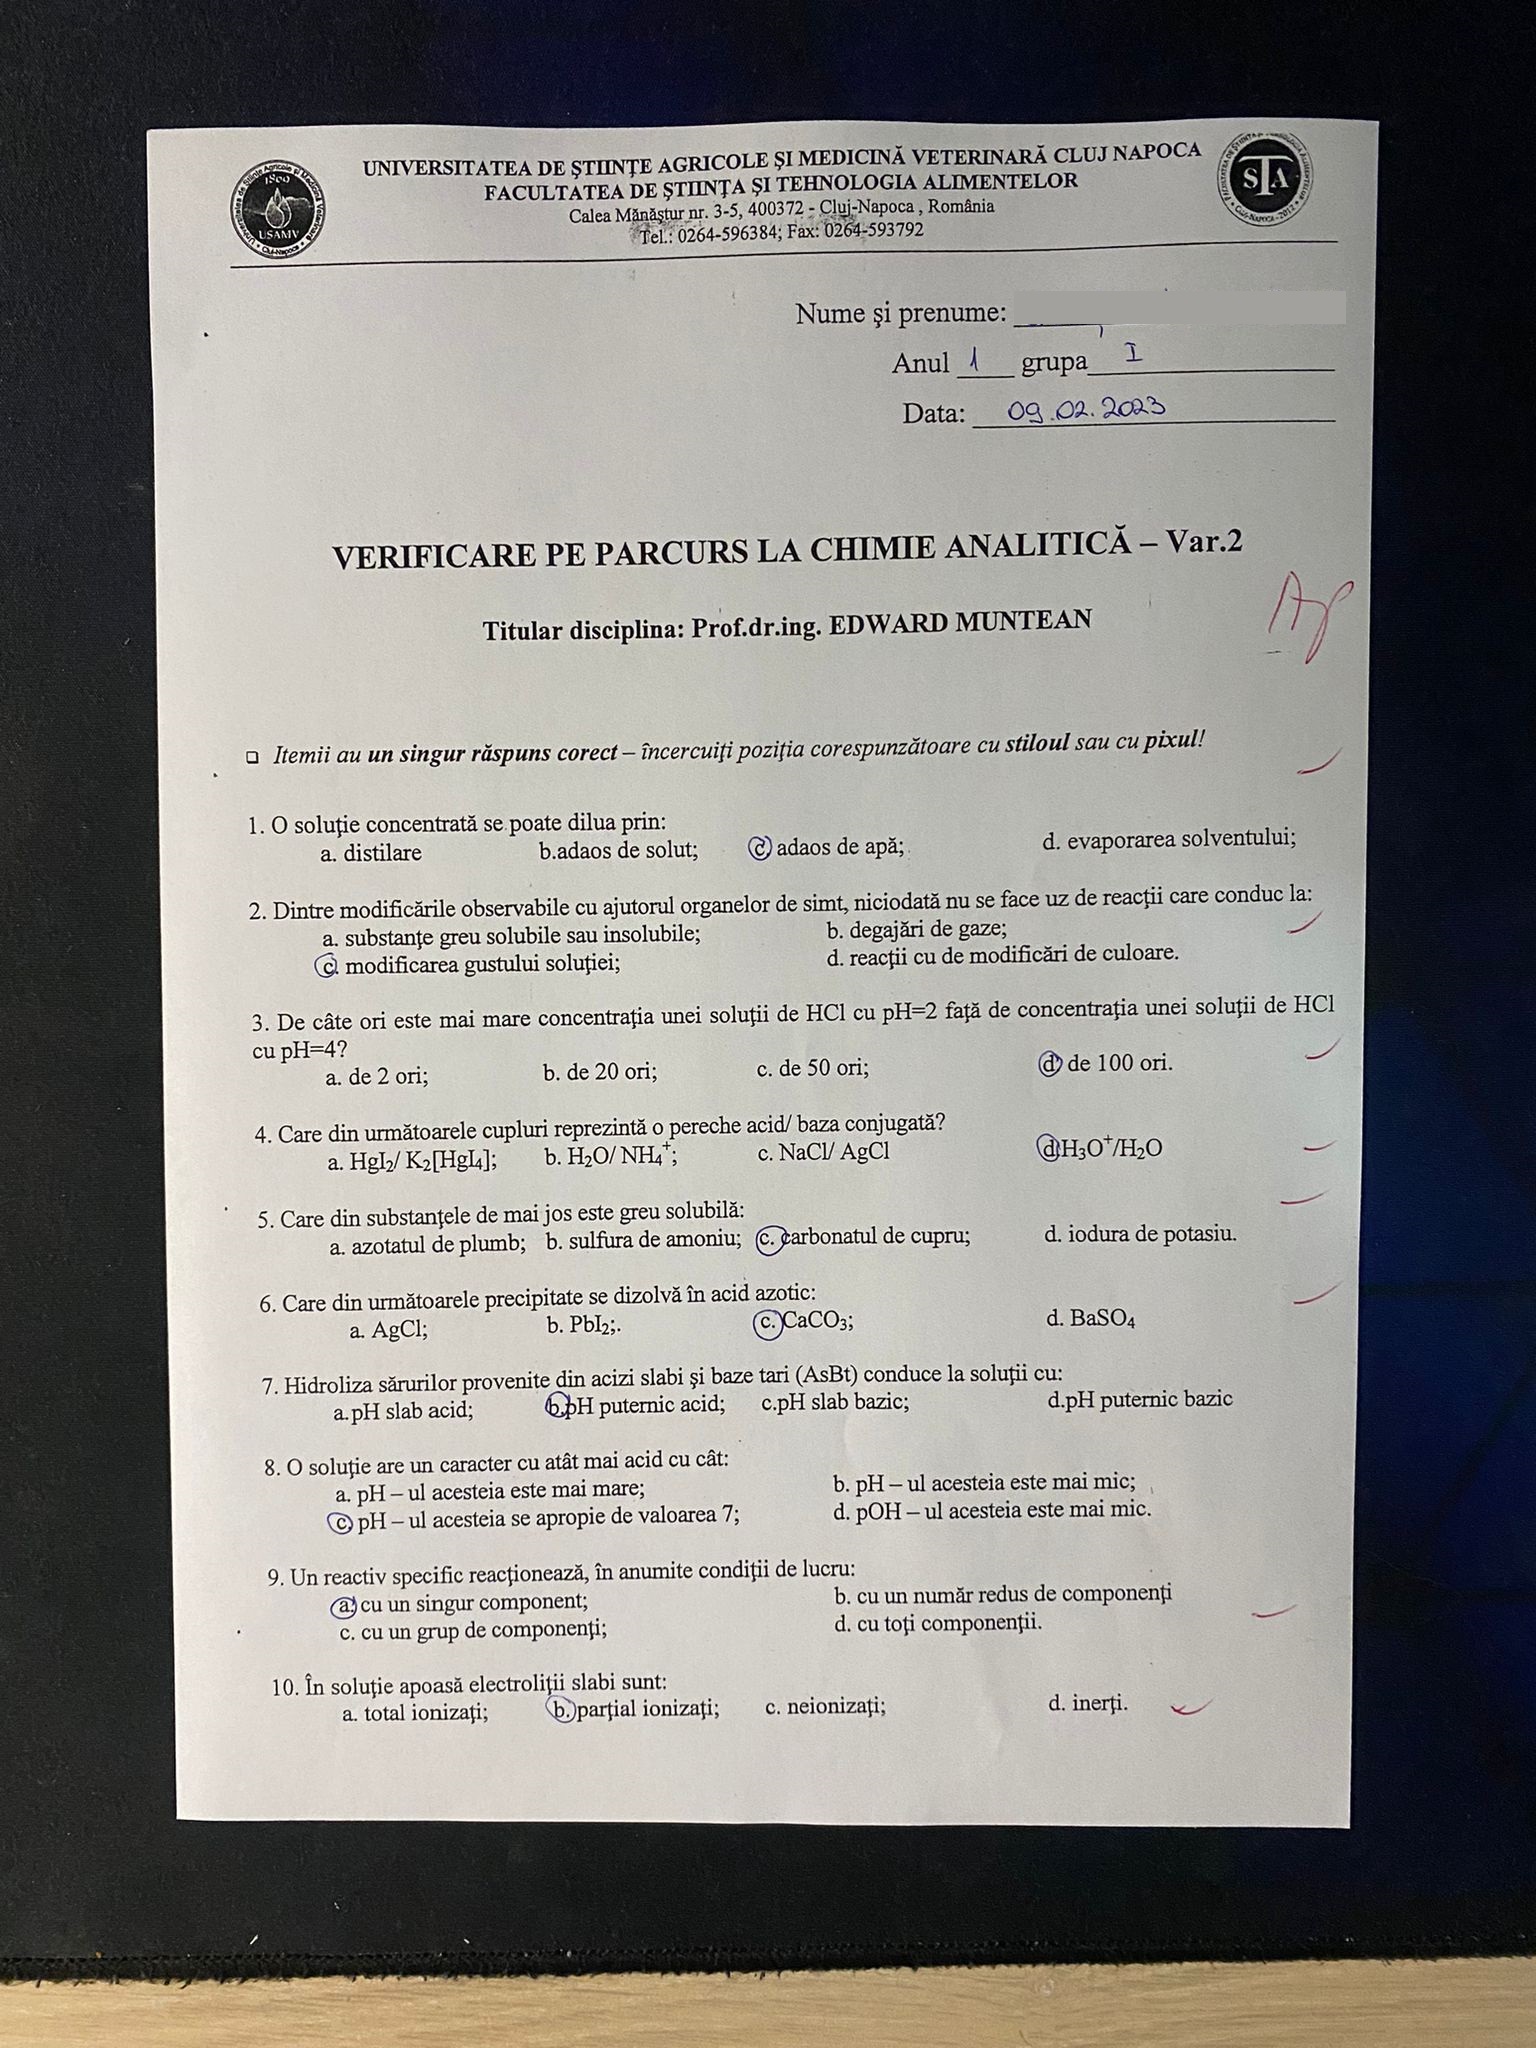 UNIVERSITATEA DE ŞTIINŢE AGRICOLE ŞI MEDICINĂ VETERINARĂ CLUJ NAPOCA
FACULTATEA DE ŞTIINŢA ŞI TEHNOLOGIA ALIMENTELOR
Calea Mănăştur nr. 3-5, 400372 - Cluj-Napoca , România
Tel.: 0264-596384; Fax: 0264-593792
1869
USAMV
STA
Nume şi prenume:
Anul 1 grupa I
Data: 09.02.2023
VERIFICARE PE PARCURS LA CHIMIE ANALITICĂ – Var.2
Titular disciplina: Prof.dr.ing. EDWARD MUNTEAN
Ap
Itemii au un singur răspuns corect – încercuiţi poziţia corespunzătoare cu stiloul sau cu pixul!
1. O soluţie concentrată se poate dilua prin:
a. distilare b.adaos de solut; c. adaos de apă; d. evaporarea solventului;
2. Dintre modificările observabile cu ajutorul organelor de simt, niciodată nu se face uz de reacţii care conduc la:
a. substanţe greu solubile sau insolubile; b. degajări de gaze;
c. modificarea gustului soluţiei; d. reacţii cu de modificări de culoare.
3. De câte ori este mai mare concentraţia unei soluţii de HCl cu pH=2 faţă de concentraţia unei soluţii de HCl
cu pH=4?
a. de 2 ori; b. de 20 ori; c. de 50 ori; d. de 100 ori.
4. Care din următoarele cupluri reprezintă o pereche acid/ baza conjugată?
a. HgI₂/ K₂[HgI₄]; b. H₂O/ NH₄⁺; c. NaCl/ AgCl d. H₃O⁺/H₂O
5. Care din substanţele de mai jos este greu solubilă:
a. azotatul de plumb; b. sulfura de amoniu; c. carbonatul de cupru; d. iodura de potasiu.
6. Care din următoarele precipitate se dizolvă în acid azotic:
a. AgCl; b. PbI₂;. c. CaCO₃; d. BaSO₄
7. Hidroliza sărurilor provenite din acizi slabi şi baze tari (AsBt) conduce la soluţii cu:
a.pH slab acid; b.pH puternic acid; c.pH slab bazic; d.pH puternic bazic
8. O soluţie are un caracter cu atât mai acid cu cât:
a. pH – ul acesteia este mai mare; b. pH – ul acesteia este mai mic;
c. pH – ul acesteia se apropie de valoarea 7; d. pOH – ul acesteia este mai mic.
9. Un reactiv specific reacţionează, în anumite condiţii de lucru:
a. cu un singur component; b. cu un număr redus de componenţi
c. cu un grup de componenţi; d. cu toţi componenţii.
10. În soluţie apoasă electroliţii slabi sunt:
a. total ionizaţi; b. parţial ionizaţi; c. neionizaţi; d. inerţi.